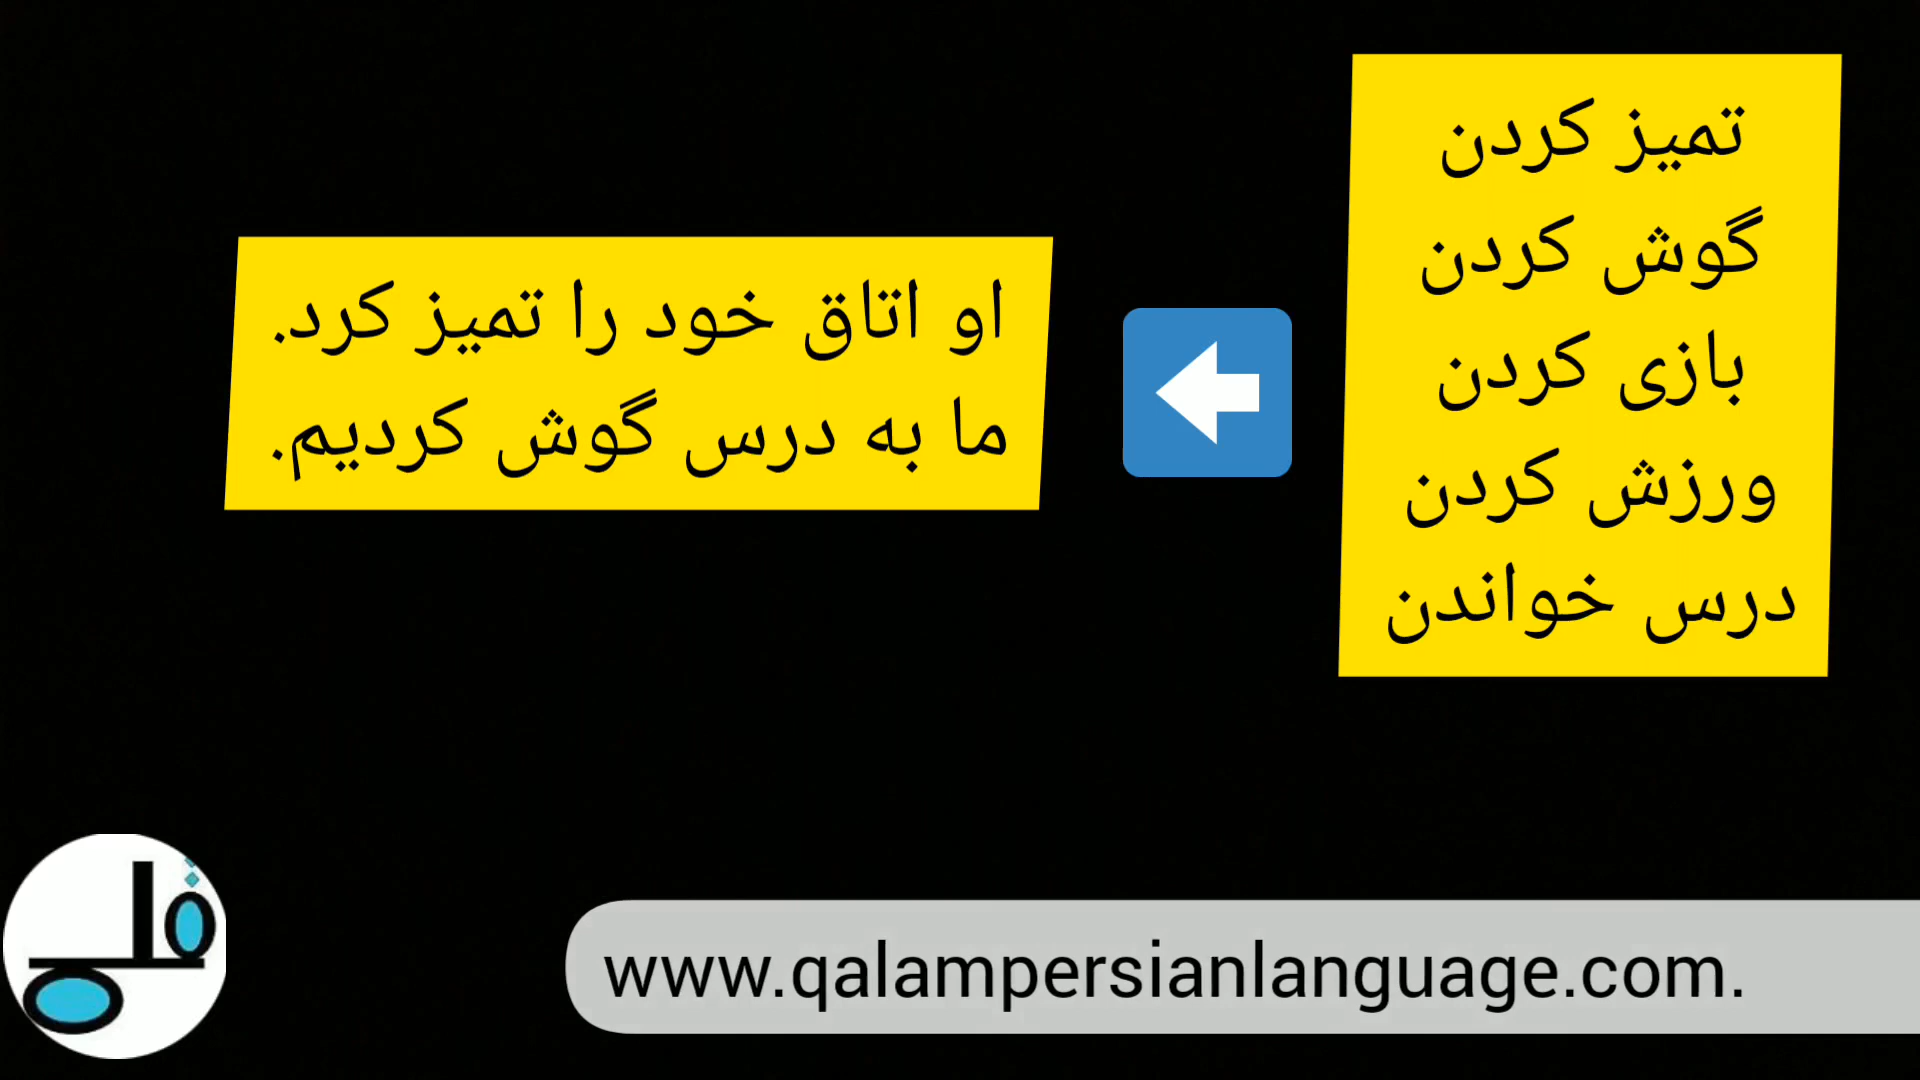 تمیز کردن
گوش کردن
بازی کردن
ورزش کردن
درس خواندن
او اتاق خود را تمیز کرد.
ما به درس گوش کردیم.
قلم
www.qalampersianlanguage.com.